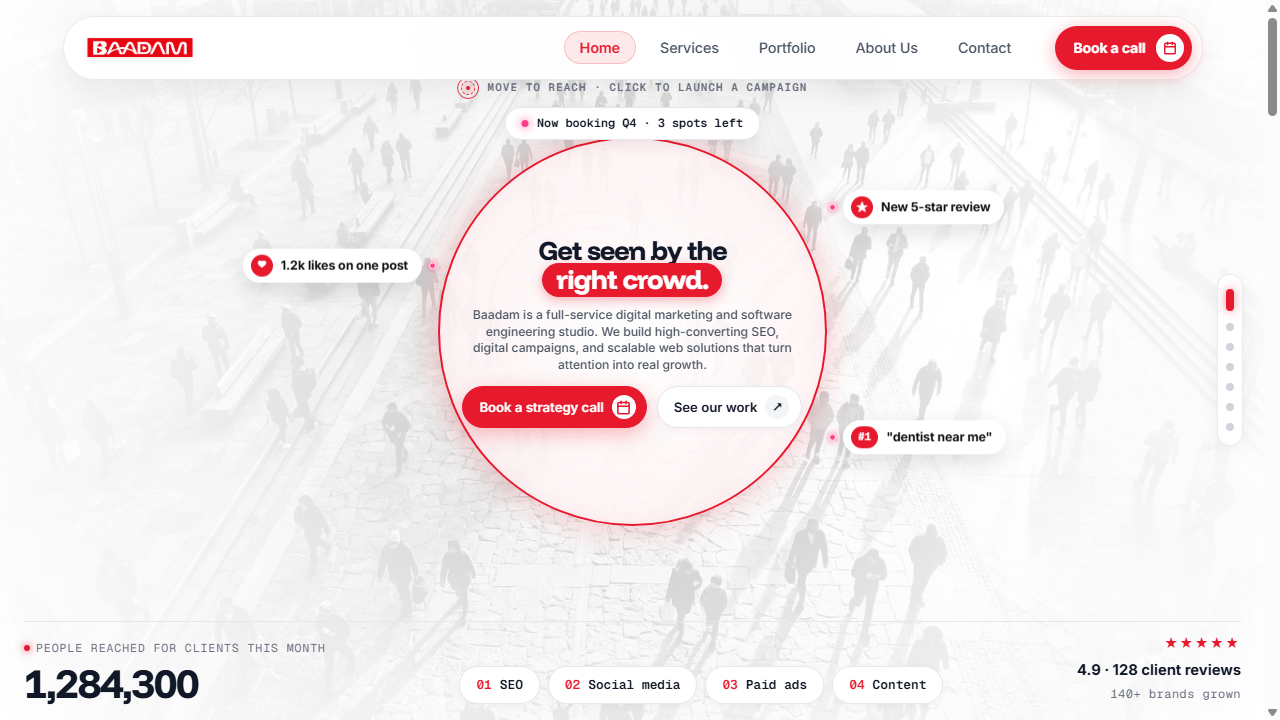 BAADAM
Home
Services
Portfolio
About Us
Contact
Book a call
MOVE TO REACH · CLICK TO LAUNCH A CAMPAIGN
Now booking Q4 · 3 spots left
New 5-star review
1.2k likes on one post
Get seen by the
right crowd.
Baadam is a full-service digital marketing and software
engineering studio. We build high-converting SEO,
digital campaigns, and scalable web solutions that turn
attention into real growth.
Book a strategy call
See our work ↗
#1 "dentist near me"
PEOPLE REACHED FOR CLIENTS THIS MONTH
1,284,300
01 SEO
02 Social media
03 Paid ads
04 Content
★★★★★
4.9 · 128 client reviews
140+ brands grown